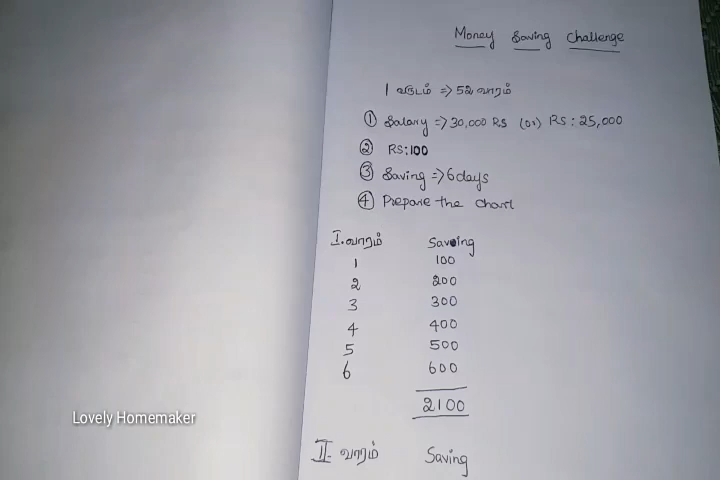 Money Saving Challenge
1 வருடம் => 52 வாரம்
① Salary => 30,000 RS (or) RS : 25,000
② RS:100
③ Saving => 6 days
④ Prepare the chart
I. வாரம் Saving
1 100
2 200
3 300
4 400
5 500
6 600
2100
Lovely Homemaker
II. வாரம் Saving